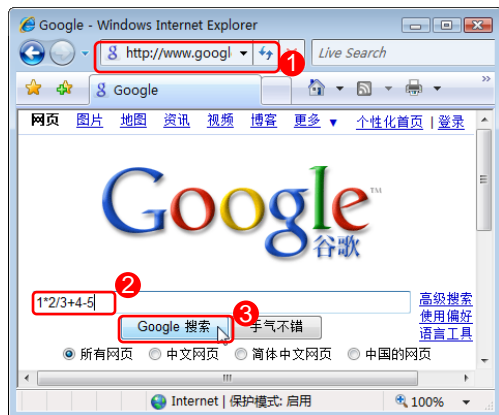 Google - Windows Internet Explorer
http://www.googl
Live Search
1
Google
网页 图片 地图 资讯 视频 博客 更多 ▼ 个性化首页 | 登录
Google™
谷歌
2
1*2/3+4-5
高级搜索
3
使用偏好
Google 搜索 手气不错
语言工具
所有网页 中文网页 简体中文网页 中国的网页
Internet | 保护模式: 启用 100%